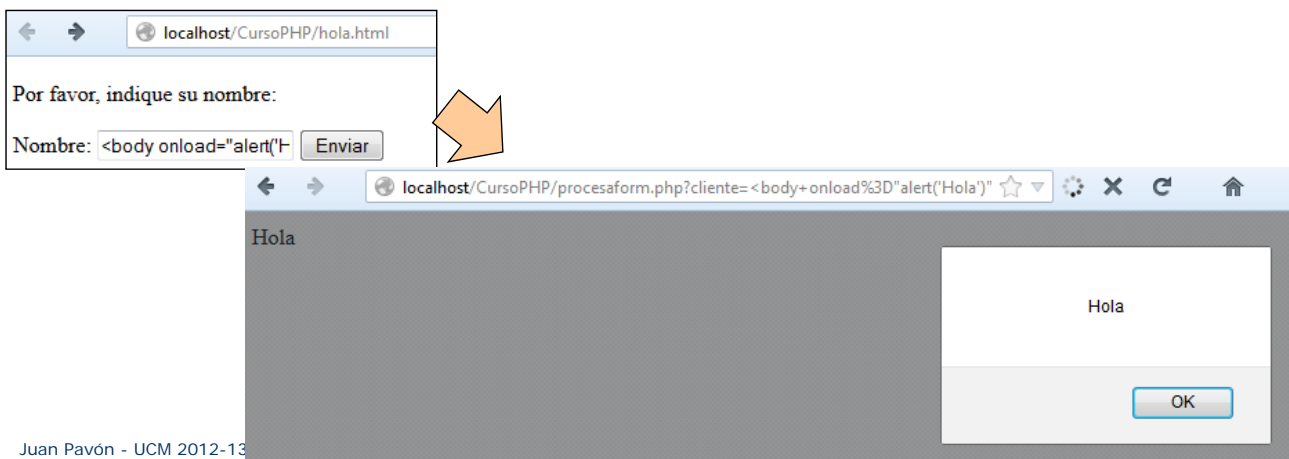 localhost/CursoPHP/hola.html
Por favor, indique su nombre:
Nombre: <body onload="alert('H Enviar
localhost/CursoPHP/procesaform.php?cliente=<body+onload%3D"alert('Hola')"
Hola
Hola
OK
Juan Pavón - UCM 2012-13